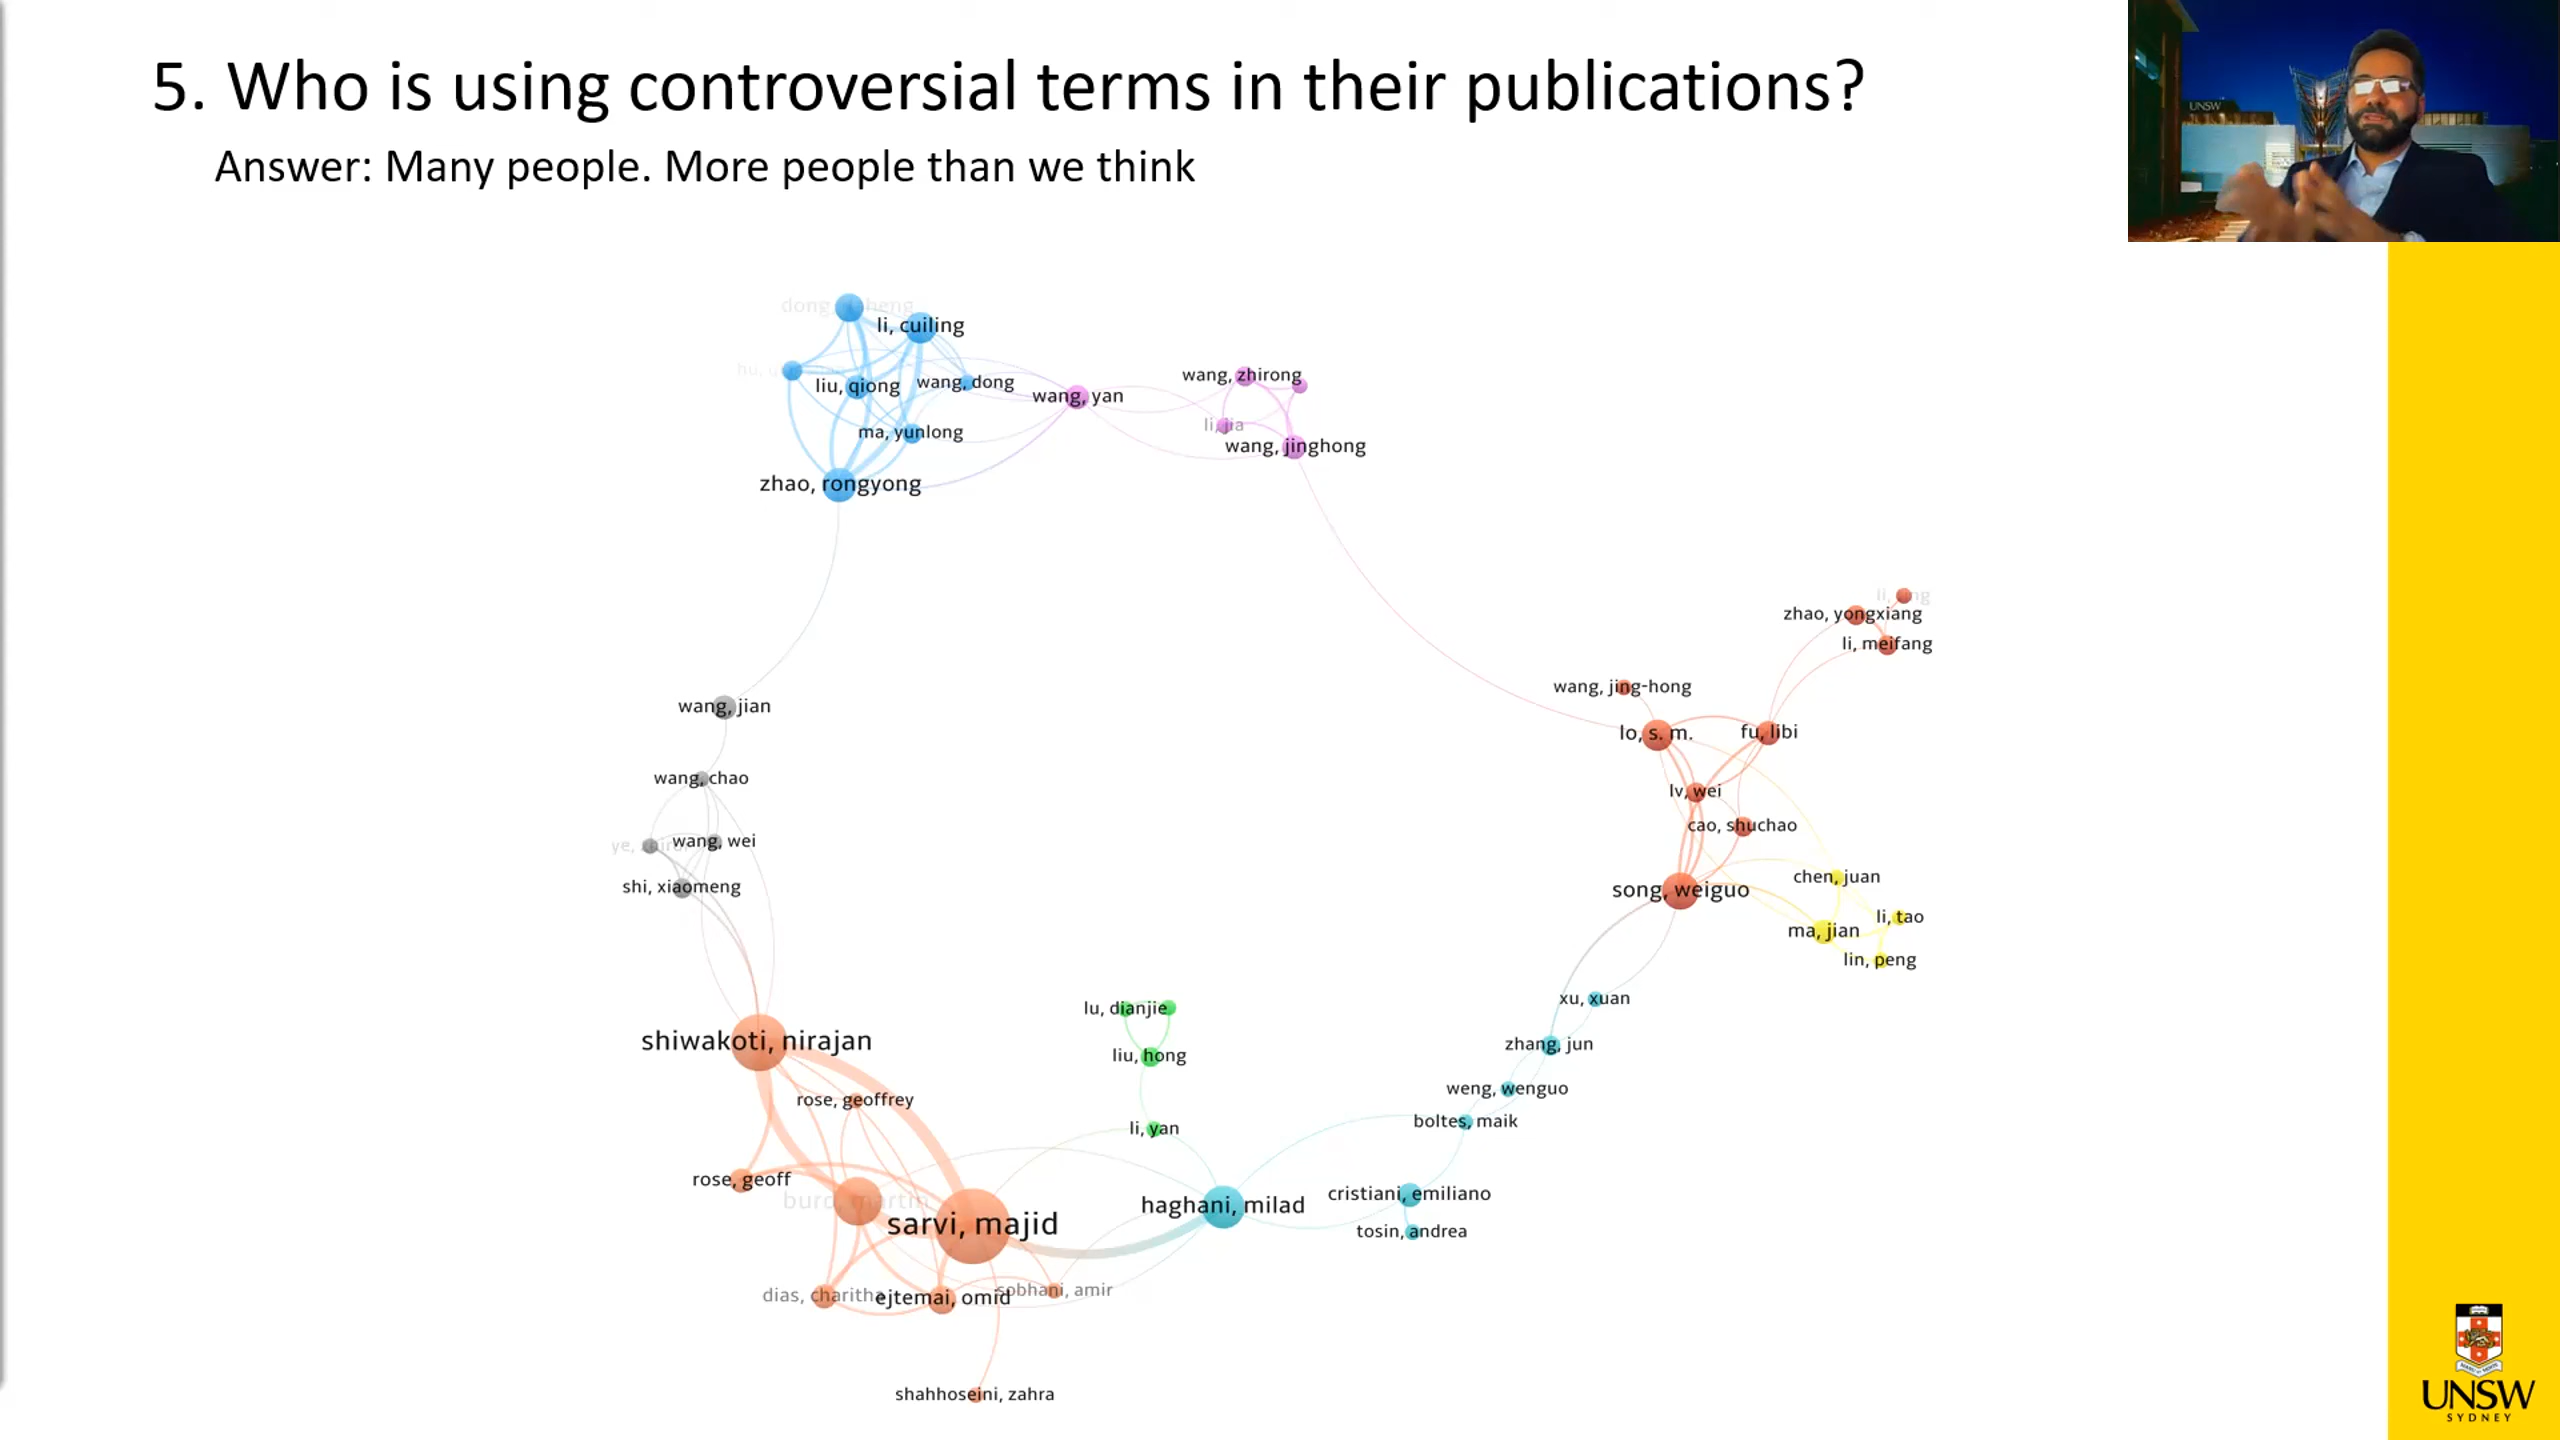 5. Who is using controversial terms in their publications?
Answer: Many people. More people than we think
UNSW
li, cuiling
liu, qiong
wang, dong
ma, yunlong
zhao, rongyong
wang, yan
wang, zhirong
li, jia
wang, jinghong
wang, jian
wang, chao
wang, wei
shi, xiaomeng
zhao, yongxiang
li, meifang
wang, jing-hong
lo, s. m.
fu, libi
lv, wei
cao, shuchao
song, weiguo
chen, juan
li, tao
ma, jian
lin, peng
xu, xuan
zhang, jun
weng, wenguo
boltes, maik
cristiani, emiliano
tosin, andrea
lu, dianjie
liu, hong
li, yan
haghani, milad
shiwakoti, nirajan
rose, geoffrey
rose, geoff
burd, martin
sarvi, majid
dias, charitha
ejtemai, omid
sobhani, amir
shahhoseini, zahra
UNSW
SYDNEY